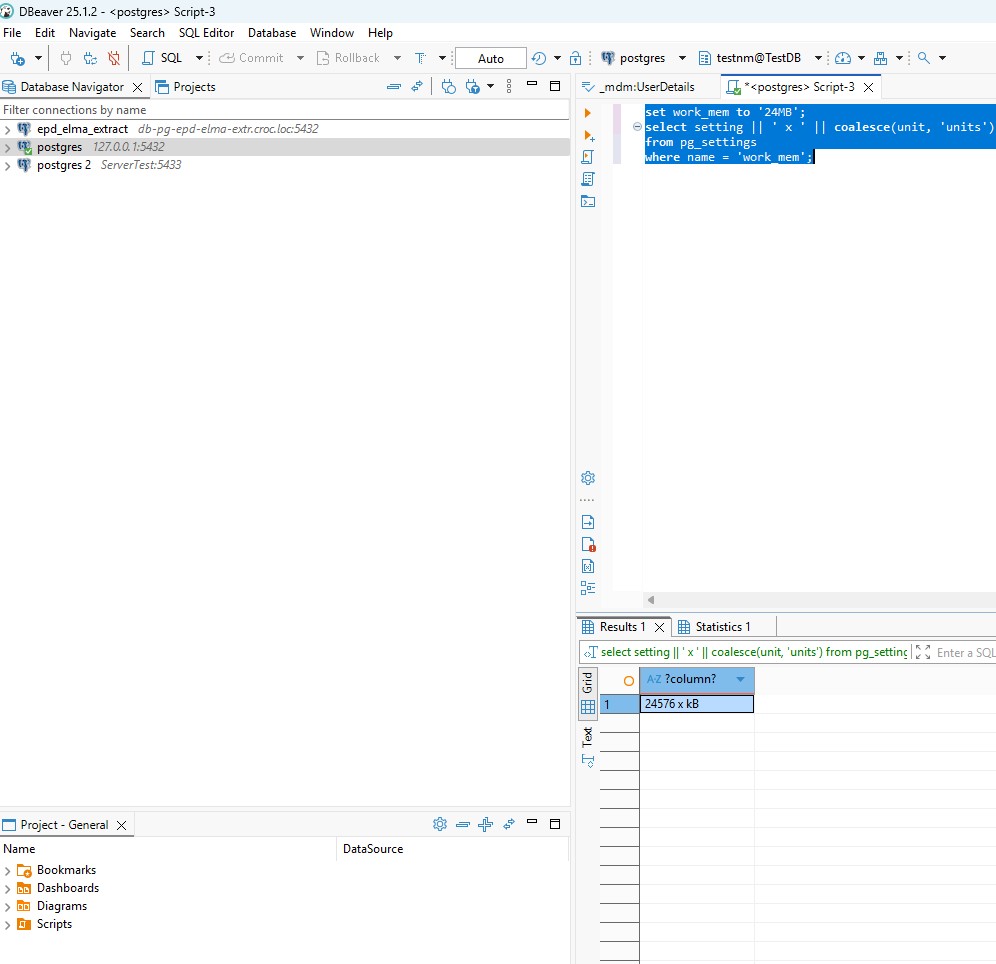 DBeaver 25.1.2 - <postgres> Script-3
File Edit Navigate Search SQL Editor Database Window Help
SQL Commit Rollback Auto postgres testnm@TestDB
Database Navigator Projects
Filter connections by name
epd_elma_extract db-pg-epd-elma-extr.croc.loc:5432
postgres 127.0.0.1:5432
postgres 2 ServerTest:5433
_mdm:UserDetails *<postgres> Script-3
set work_mem to '24MB';
select setting || ' x ' || coalesce(unit, 'units')
from pg_settings
where name = 'work_mem';
Results 1 Statistics 1
select setting || ' x ' || coalesce(unit, 'units') from pg_setting Enter a SQL
Grid
Text
AZ ?column?
1 24576 x kB
Project - General
Name DataSource
Bookmarks
Dashboards
Diagrams
Scripts